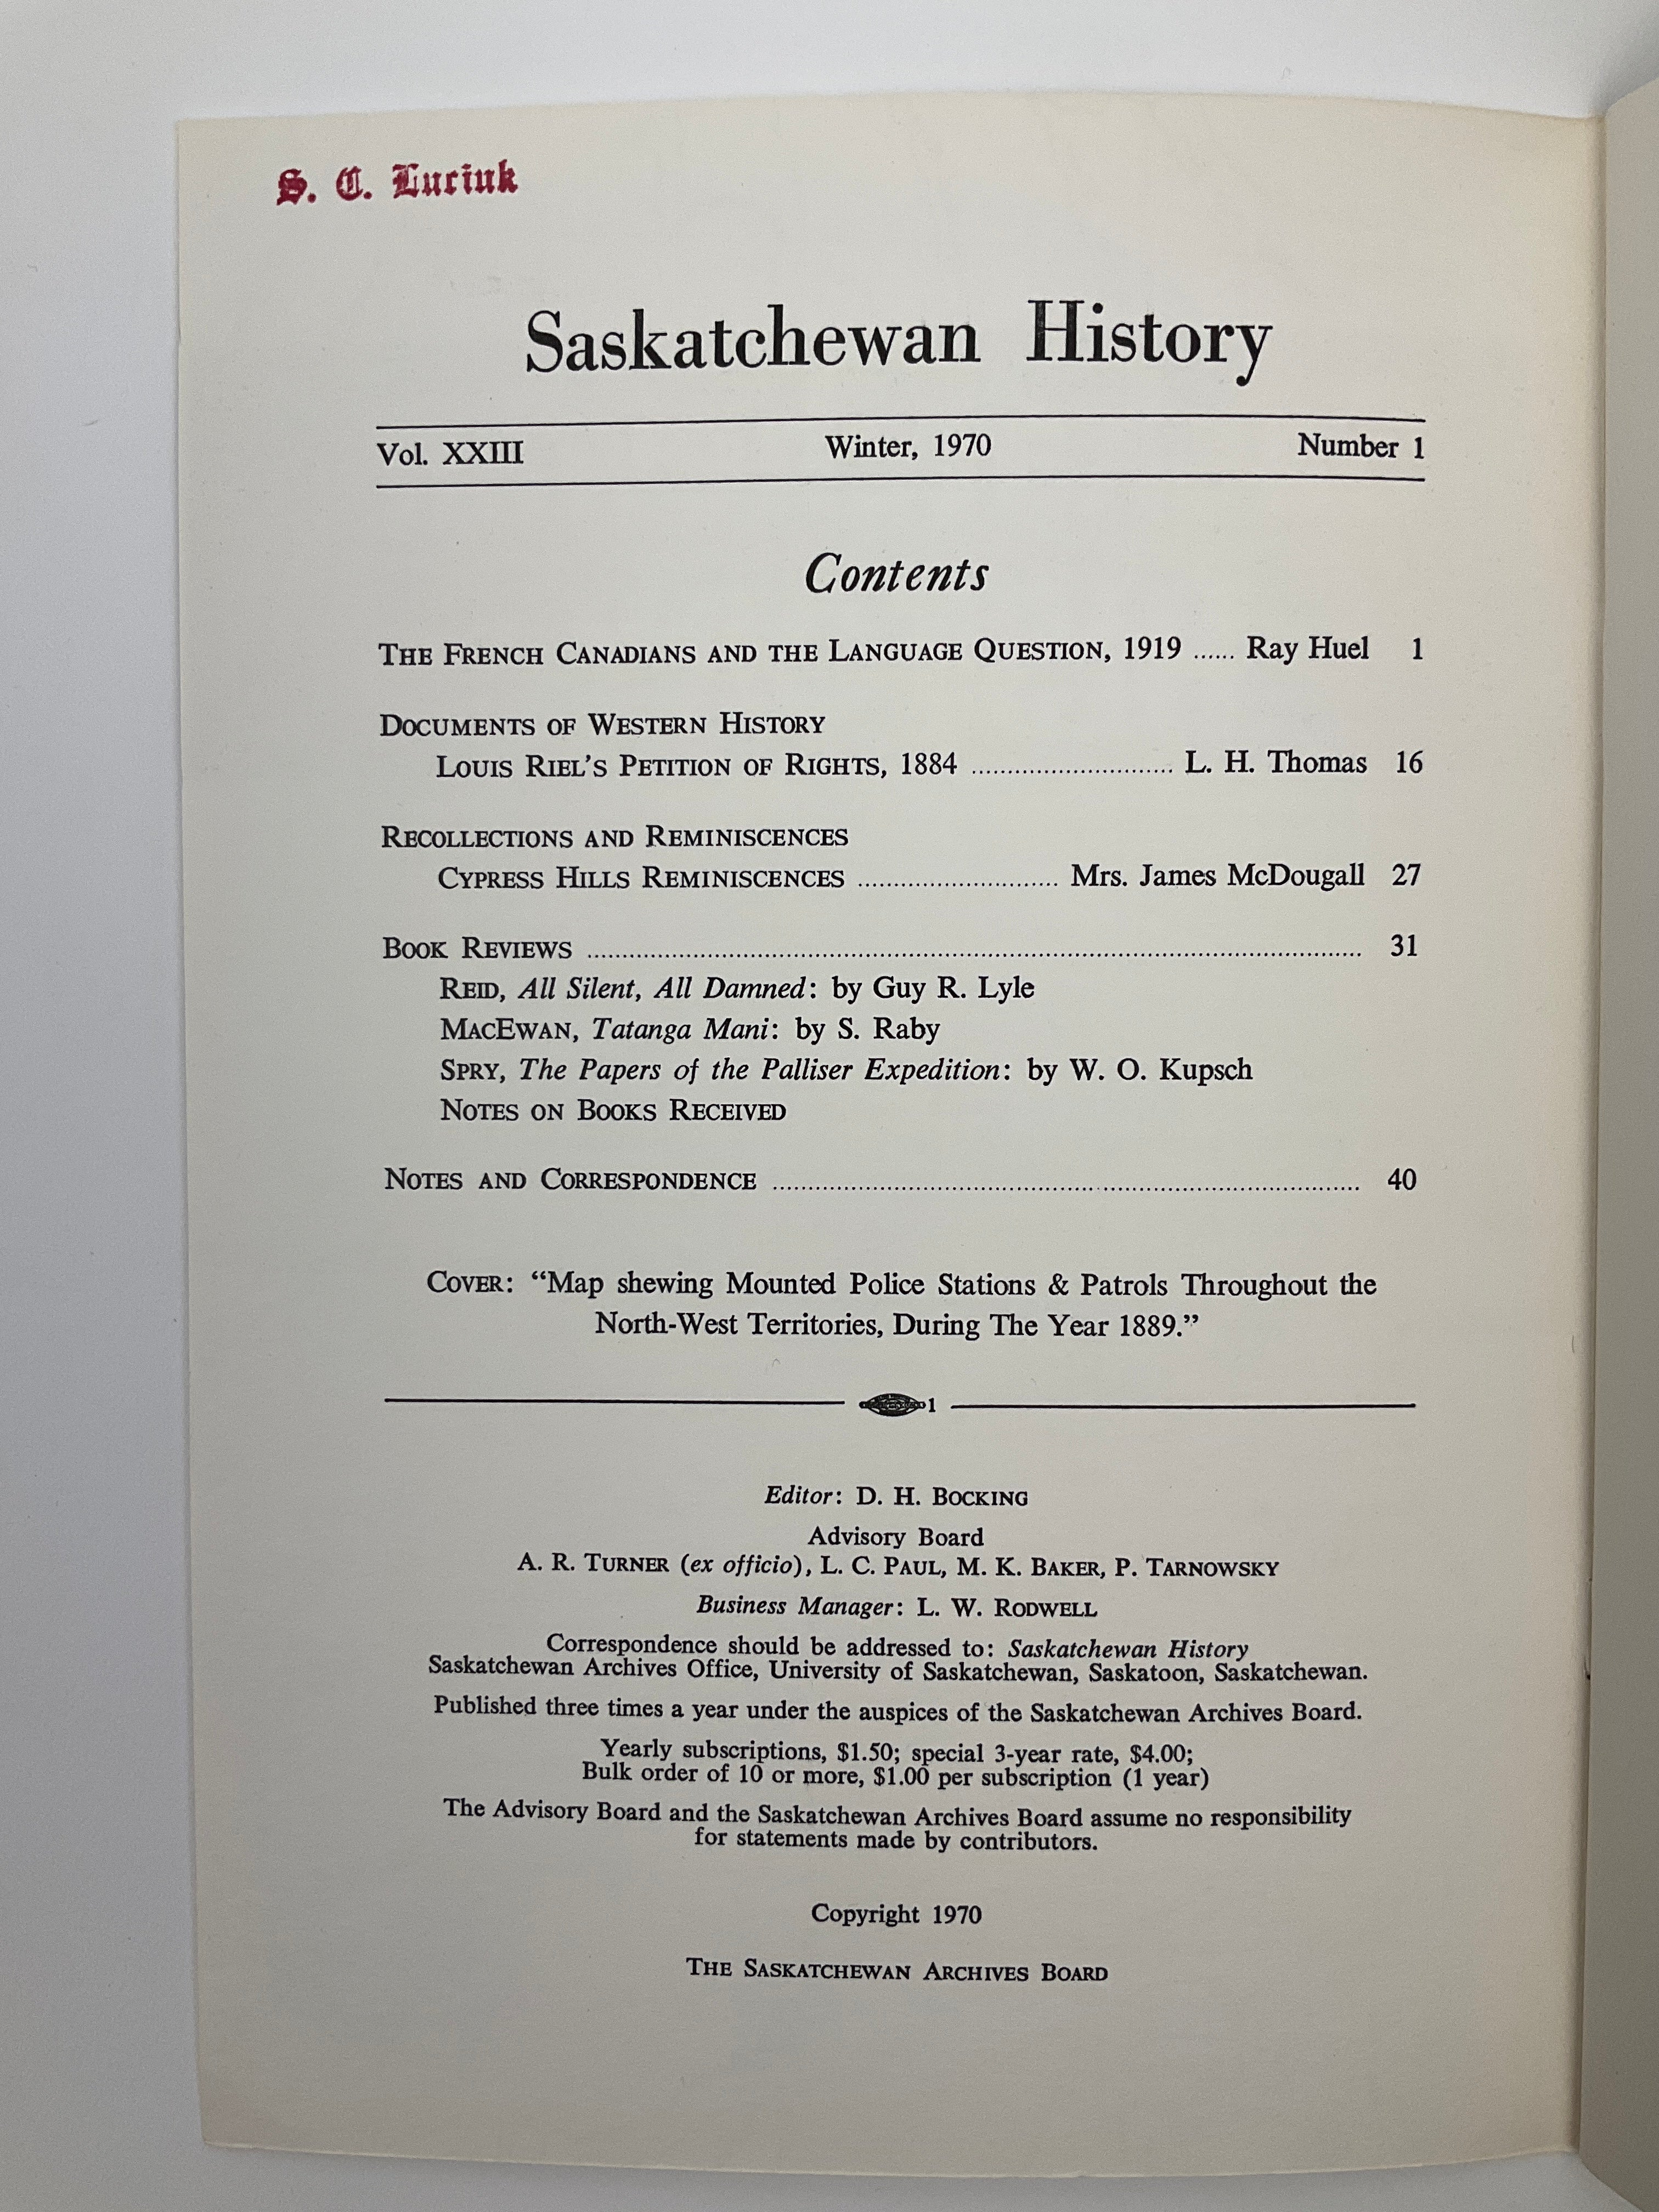 S. C. Luciuk
Saskatchewan History
Vol. XXIII Winter, 1970 Number 1
Contents
THE FRENCH CANADIANS AND THE LANGUAGE QUESTION, 1919 ...... Ray Huel 1
DOCUMENTS OF WESTERN HISTORY
LOUIS RIEL'S PETITION OF RIGHTS, 1884 ............................ L. H. Thomas 16
RECOLLECTIONS AND REMINISCENCES
CYPRESS HILLS REMINISCENCES ............................ Mrs. James McDougall 27
BOOK REVIEWS ............................ 31
REID, All Silent, All Damned: by Guy R. Lyle
MACEWAN, Tatanga Mani: by S. Raby
SPRY, The Papers of the Palliser Expedition: by W. O. Kupsch
NOTES ON BOOKS RECEIVED
NOTES AND CORRESPONDENCE ............................ 40
COVER: “Map shewing Mounted Police Stations & Patrols Throughout the
North-West Territories, During The Year 1889.”
1
Editor: D. H. BOCKING
Advisory Board
A. R. TURNER (ex officio), L. C. PAUL, M. K. BAKER, P. TARNOWSKY
Business Manager: L. W. RODWELL
Correspondence should be addressed to: Saskatchewan History
Saskatchewan Archives Office, University of Saskatchewan, Saskatoon, Saskatchewan.
Published three times a year under the auspices of the Saskatchewan Archives Board.
Yearly subscriptions, $1.50; special 3-year rate, $4.00;
Bulk order of 10 or more, $1.00 per subscription (1 year)
The Advisory Board and the Saskatchewan Archives Board assume no responsibility
for statements made by contributors.
Copyright 1970
THE SASKATCHEWAN ARCHIVES BOARD